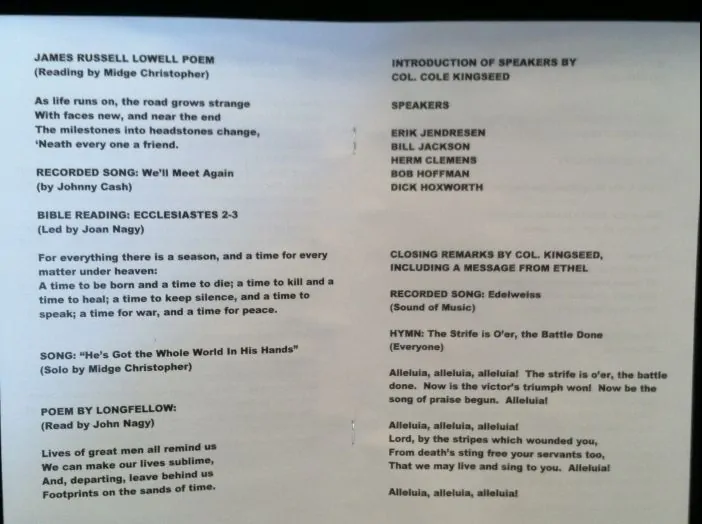 JAMES RUSSELL LOWELL POEM
(Reading by Midge Christopher)
As life runs on, the road grows strange
With faces new, and near the end
The milestones into headstones change,
'Neath every one a friend.
RECORDED SONG: We'll Meet Again
(by Johnny Cash)
BIBLE READING: ECCLESIASTES 2-3
(Led by Joan Nagy)
For everything there is a season, and a time for every
matter under heaven:
A time to be born and a time to die; a time to kill and a
time to heal; a time to keep silence, and a time to
speak; a time for war, and a time for peace.
SONG: "He's Got the Whole World In His Hands"
(Solo by Midge Christopher)
POEM BY LONGFELLOW:
(Read by John Nagy)
Lives of great men all remind us
We can make our lives sublime,
And, departing, leave behind us
Footprints on the sands of time.
INTRODUCTION OF SPEAKERS BY
COL. COLE KINGSEED
SPEAKERS
ERIK JENDRESEN
BILL JACKSON
HERM CLEMENS
BOB HOFFMAN
DICK HOXWORTH
CLOSING REMARKS BY COL. KINGSEED,
INCLUDING A MESSAGE FROM ETHEL
RECORDED SONG: Edelweiss
(Sound of Music)
HYMN: The Strife is O'er, the Battle Done
(Everyone)
Alleluia, alleluia, alleluia! The strife is o'er, the battle
done. Now is the victor's triumph won! Now be the
song of praise begun. Alleluia!
Alleluia, alleluia, alleluia!
Lord, by the stripes which wounded you,
From death's sting free your servants too,
That we may live and sing to you. Alleluia!
Alleluia, alleluia, alleluia!